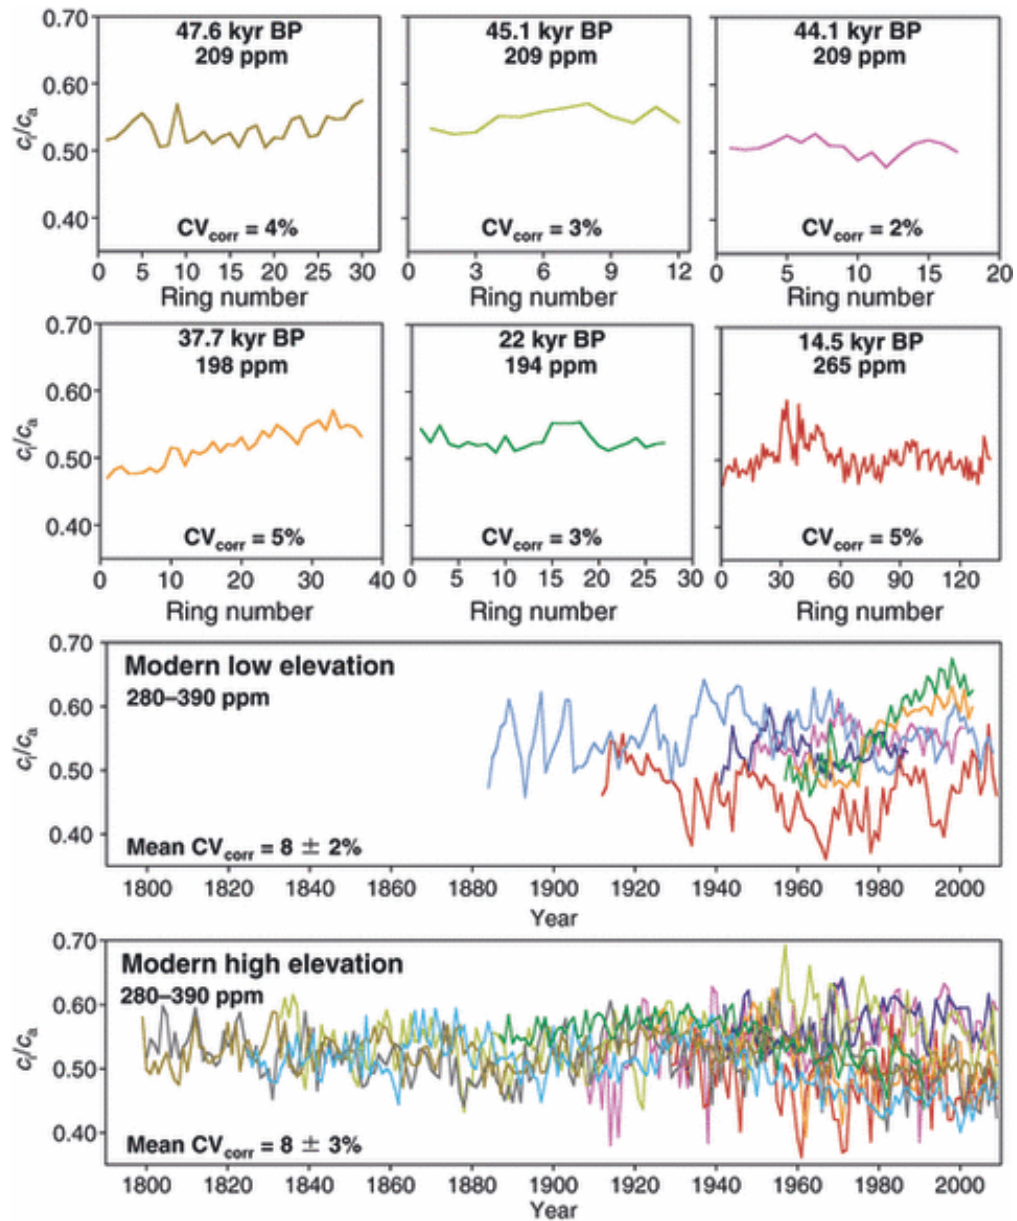 47.6 kyr BP
209 ppm
45.1 kyr BP
209 ppm
44.1 kyr BP
209 ppm
0.70
0.60
0.50
0.40
ci/ca
CVcorr = 4%
CVcorr = 3%
CVcorr = 2%
0 5 10 15 20 25 30
0 3 6 9 12
0 5 10 15 20
Ring number
Ring number
Ring number
37.7 kyr BP
198 ppm
22 kyr BP
194 ppm
14.5 kyr BP
265 ppm
0.70
0.60
0.50
0.40
ci/ca
CVcorr = 5%
CVcorr = 3%
CVcorr = 5%
0 10 20 30 40
0 5 10 15 20 25 30
0 30 60 90 120
Ring number
Ring number
Ring number
Modern low elevation
280–390 ppm
0.70
0.60
0.50
0.40
ci/ca
Mean CVcorr = 8 ± 2%
1800 1820 1840 1860 1880 1900 1920 1940 1960 1980 2000
Year
Modern high elevation
280–390 ppm
0.70
0.60
0.50
0.40
ci/ca
Mean CVcorr = 8 ± 3%
1800 1820 1840 1860 1880 1900 1920 1940 1960 1980 2000
Year